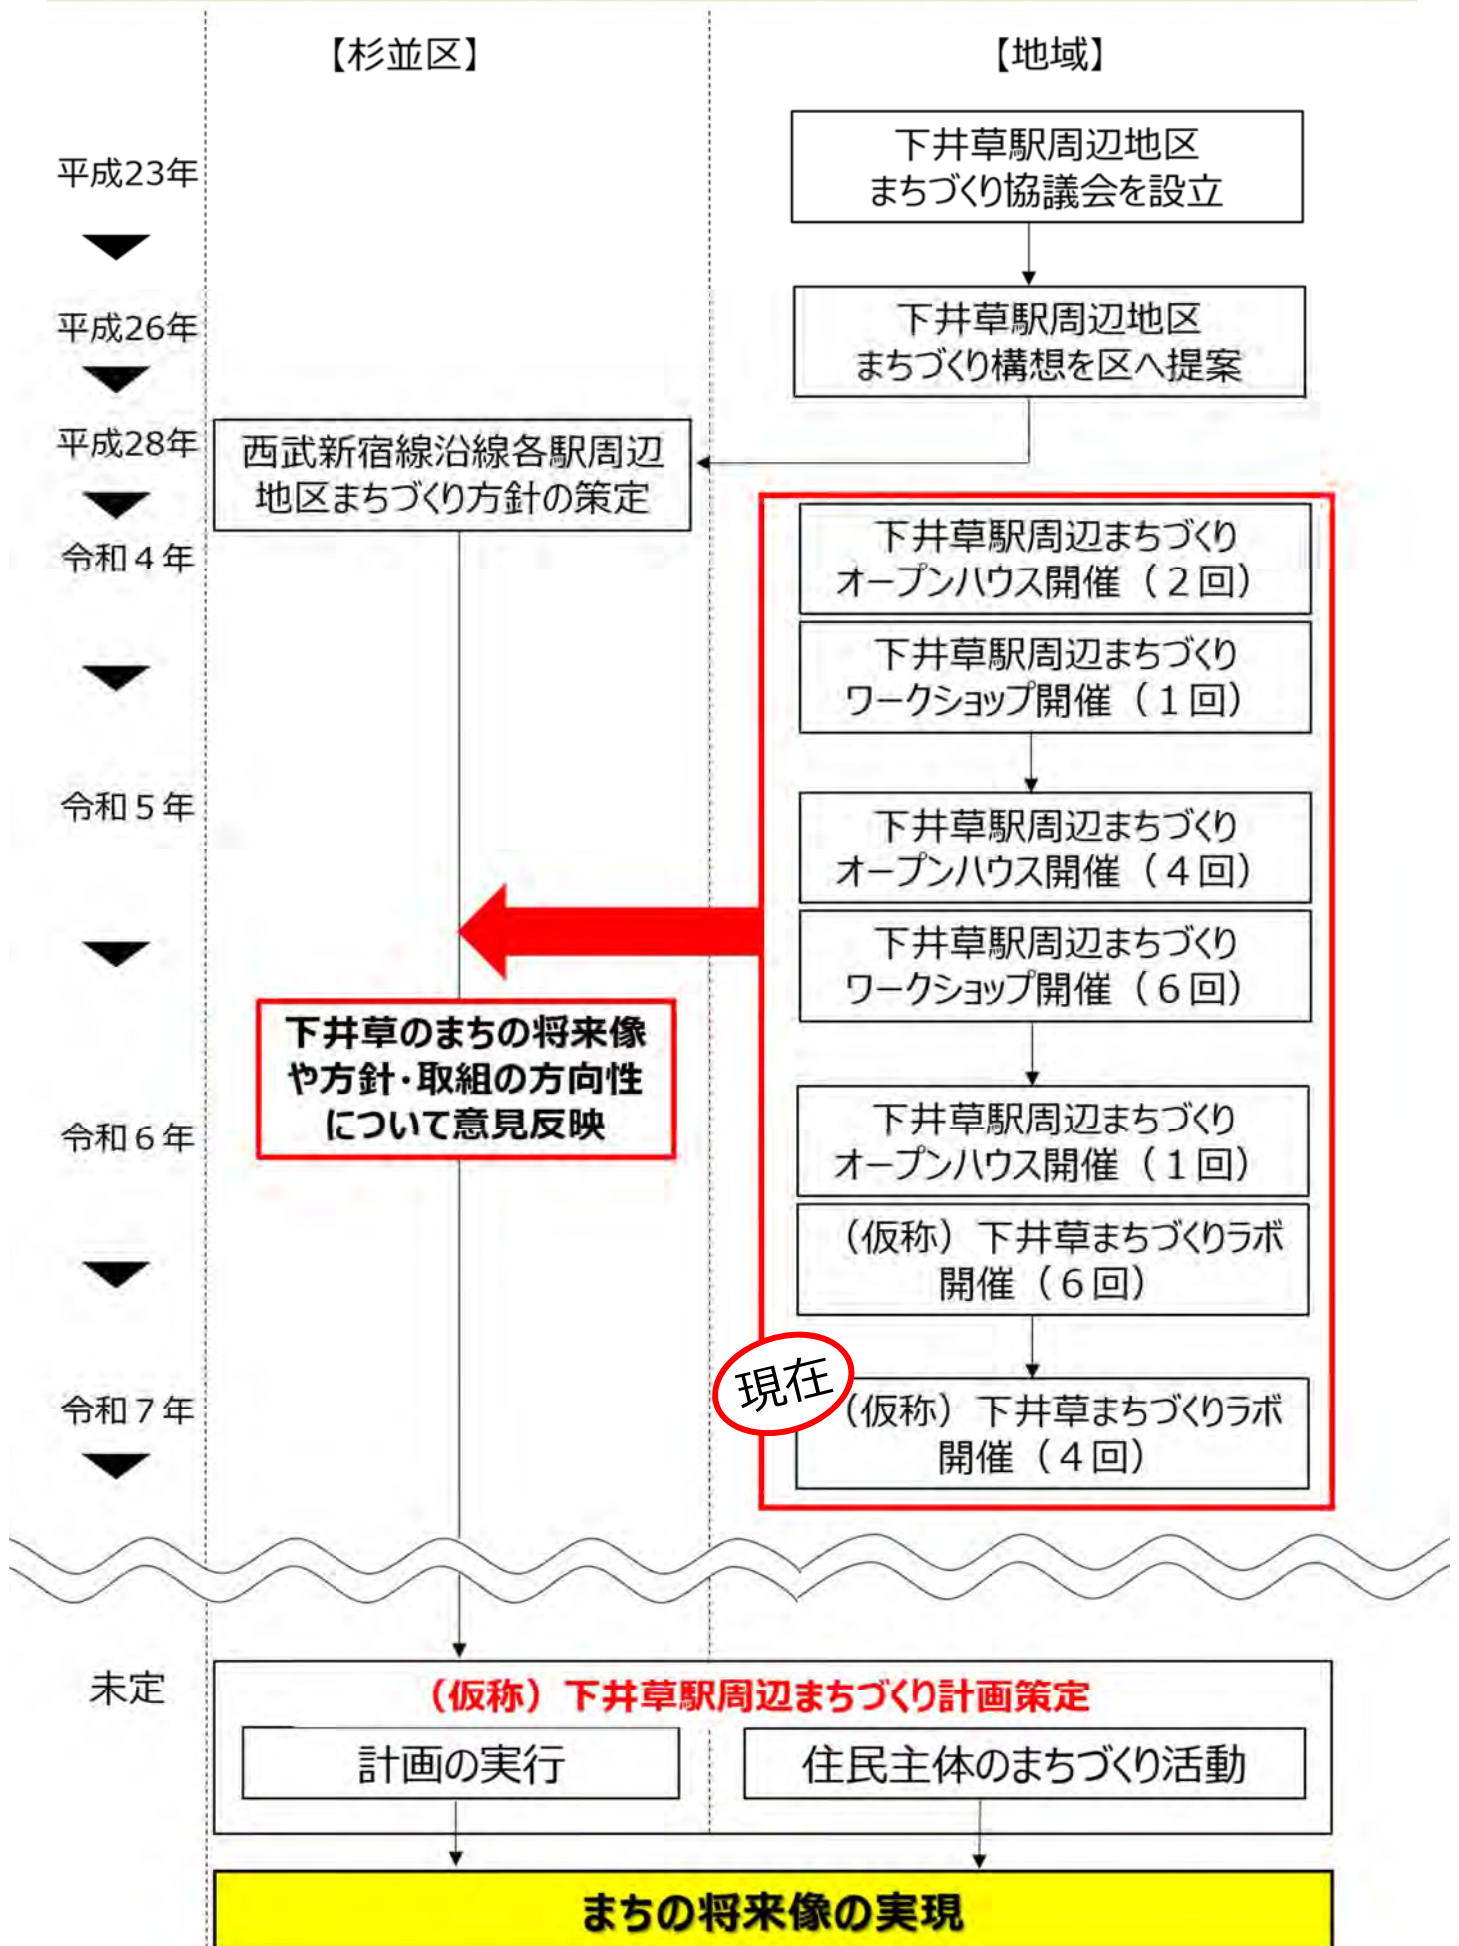 【杉並区】
【地域】
平成23年
下井草駅周辺地区
まちづくり協議会を設立
平成26年
下井草駅周辺地区
まちづくり構想を区へ提案
平成28年
西武新宿線沿線各駅周辺
地区まちづくり方針の策定
令和４年
下井草駅周辺まちづくり
オープンハウス開催（２回）
下井草駅周辺まちづくり
ワークショップ開催（１回）
令和５年
下井草駅周辺まちづくり
オープンハウス開催（４回）
下井草駅周辺まちづくり
ワークショップ開催（６回）
下井草のまちの将来像
や方針・取組の方向性
について意見反映
令和６年
下井草駅周辺まちづくり
オープンハウス開催（１回）
（仮称）下井草まちづくりラボ
開催（６回）
現在
令和７年
（仮称）下井草まちづくりラボ
開催（４回）
未定
（仮称）下井草駅周辺まちづくり計画策定
計画の実行
住民主体のまちづくり活動
まちの将来像の実現